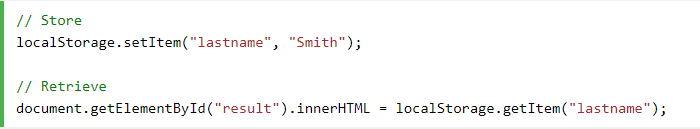 // Store
localStorage.setItem("lastname", "Smith");
// Retrieve
document.getElementById("result").innerHTML = localStorage.getItem("lastname");